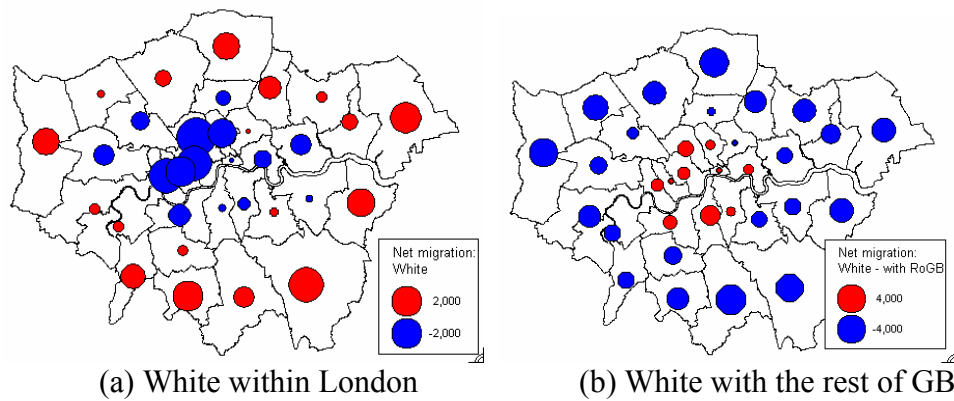 Net migration:
White
2,000
-2,000
Net migration:
White - with RoGB
4,000
-4,000
(a) White within London
(b) White with the rest of GB